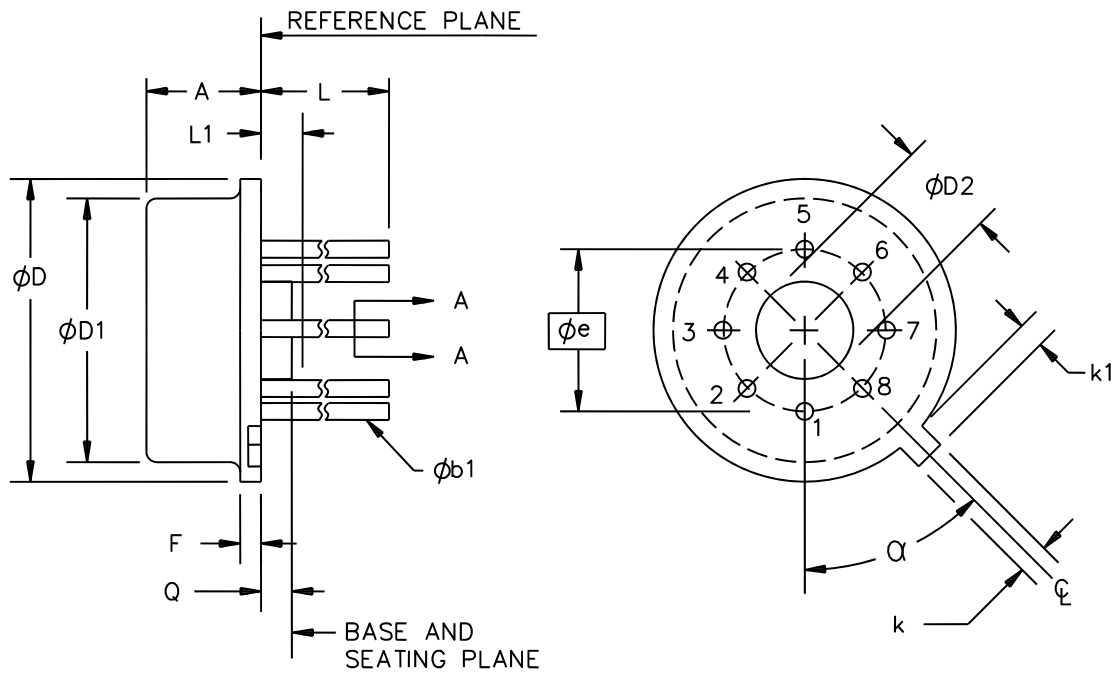 REFERENCE PLANE
A
L
L1
5
ϕD2
ϕD
4
6
A
ϕD1
ϕe
3
7
A
k1
2
8
1
ϕb1
F
α
Q
℄
k
BASE AND
SEATING PLANE